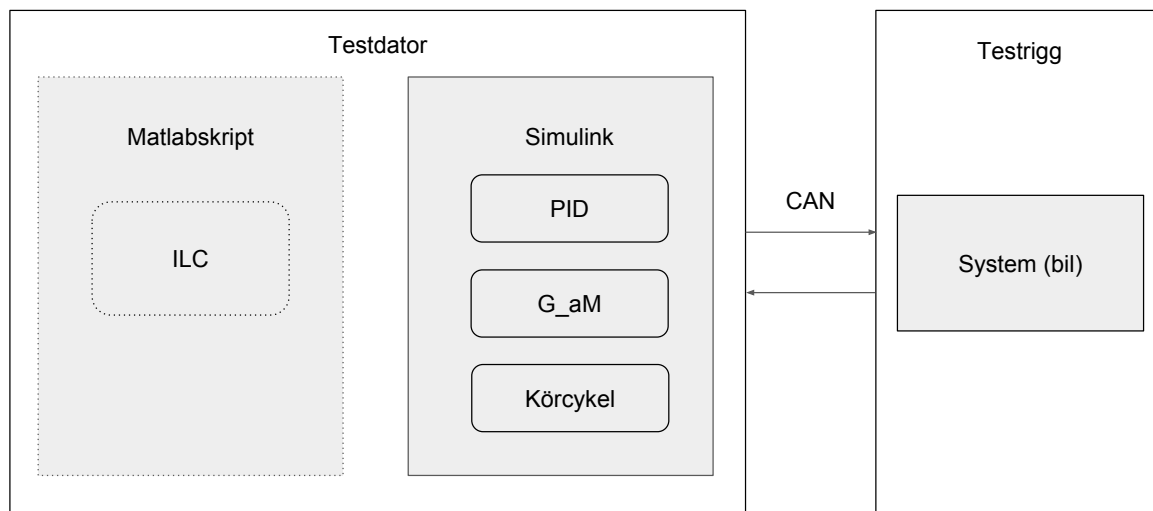 Testdator
Matlabskript
ILC
Simulink
PID
G_aM
Körcykel
CAN
Testrigg
System (bil)